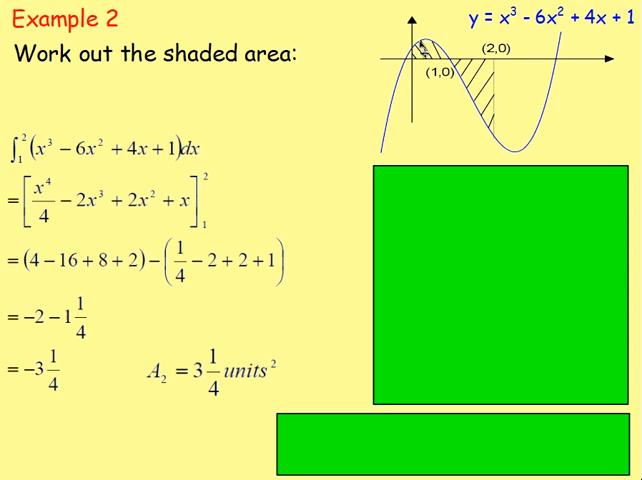 Example 2
y = x³ - 6x² + 4x + 1
Work out the shaded area:
(2,0)
(1,0)
∫₁² (x³ − 6x² + 4x + 1)dx
= [x⁴/4 − 2x³ + 2x² + x]₁²
= (4 − 16 + 8 + 2) − (1/4 − 2 + 2 + 1)
= −2 − 1 1/4
= −3 1/4
A₂ = 3 1/4 units²